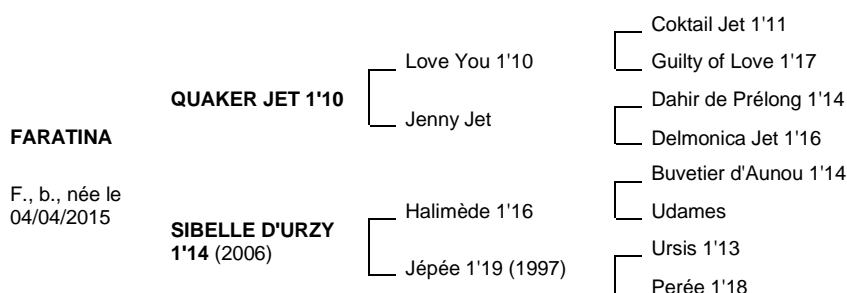 Coktail Jet 1'11
Love You 1'10
Guilty of Love 1'17
QUAKER JET 1'10
Dahir de Prélong 1'14
Jenny Jet
Delmonica Jet 1'16
FARATINA
F., b., née le
04/04/2015
Buvetier d'Aunou 1'14
Halimède 1'16
Udames
SIBELLE D'URZY
1'14 (2006)
Ursis 1'13
Jépée 1'19 (1997)
Perée 1'18